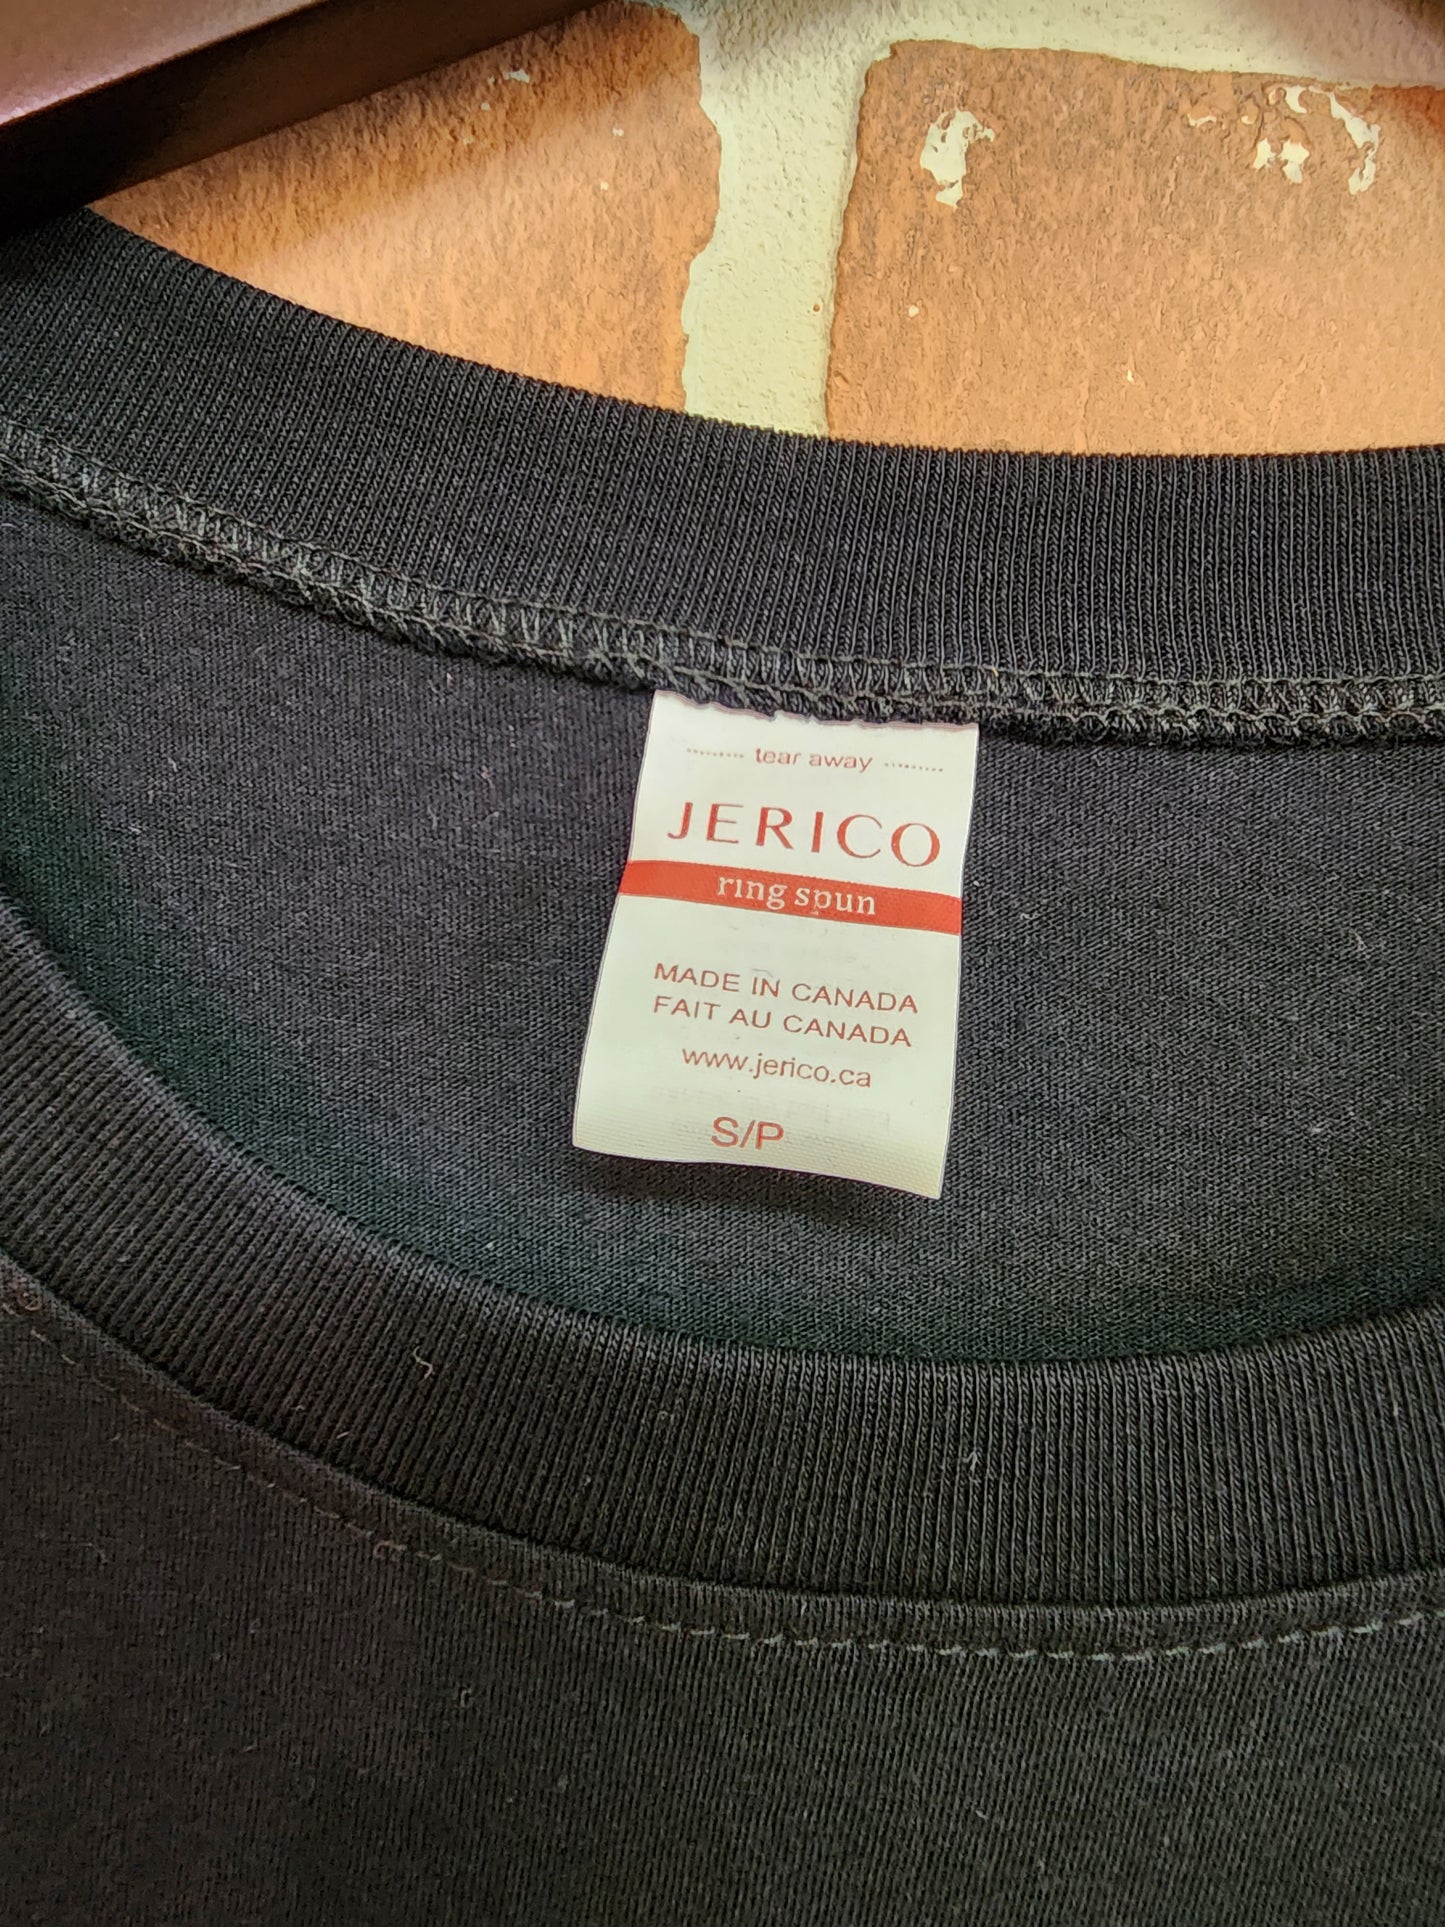 tear away
JERICO
ring spun
MADE IN CANADA
FAIT AU CANADA
www.jerico.ca
S/P